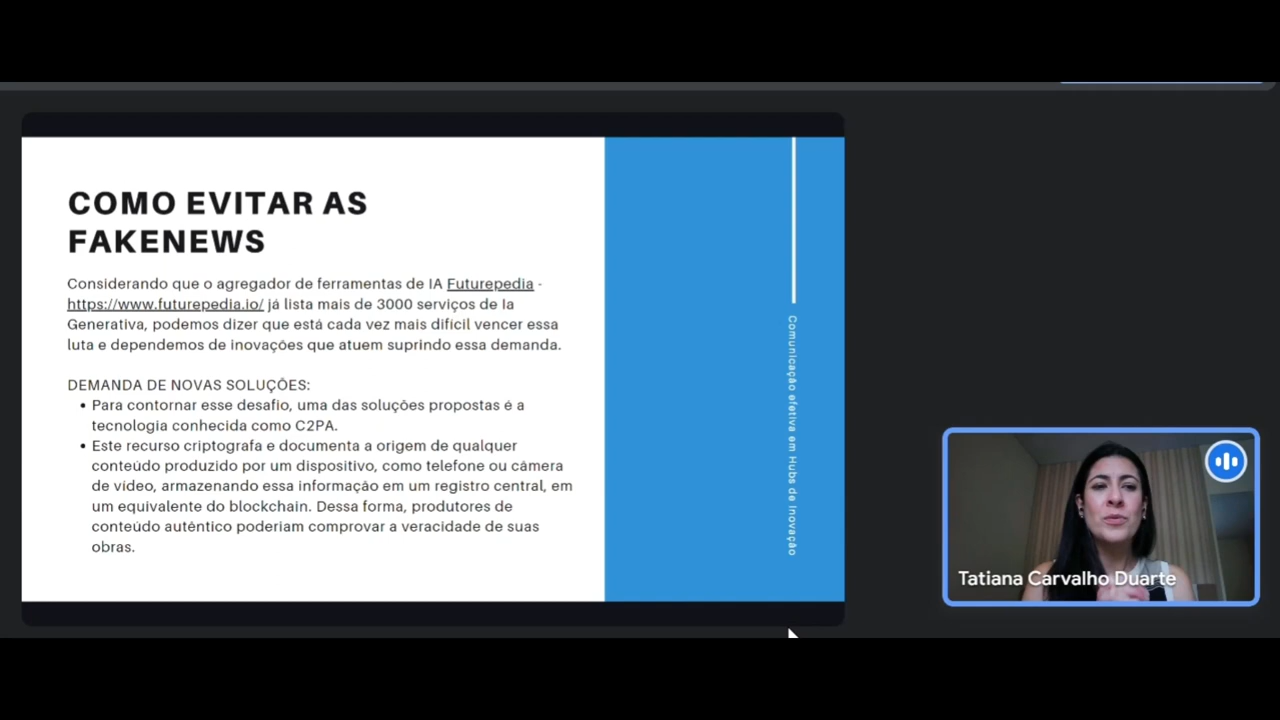 COMO EVITAR AS
FAKENEWS
Considerando que o agregador de ferramentas de IA Futurepedia -
https://www.futurepedia.io/ já lista mais de 3000 serviços de Ia
Generativa, podemos dizer que está cada vez mais difícil vencer essa
luta e dependemos de inovações que atuem suprindo essa demanda.
DEMANDA DE NOVAS SOLUÇÕES:
• Para contornar esse desafio, uma das soluções propostas é a
tecnologia conhecida como C2PA.
• Este recurso criptografa e documenta a origem de qualquer
conteúdo produzido por um dispositivo, como telefone ou câmera
de vídeo, armazenando essa informação em um registro central, em
um equivalente do blockchain. Dessa forma, produtores de
conteúdo autêntico poderiam comprovar a veracidade de suas
obras.
Comunicação efetiva em Hubs de Inovação
Tatiana Carvalho Duarte